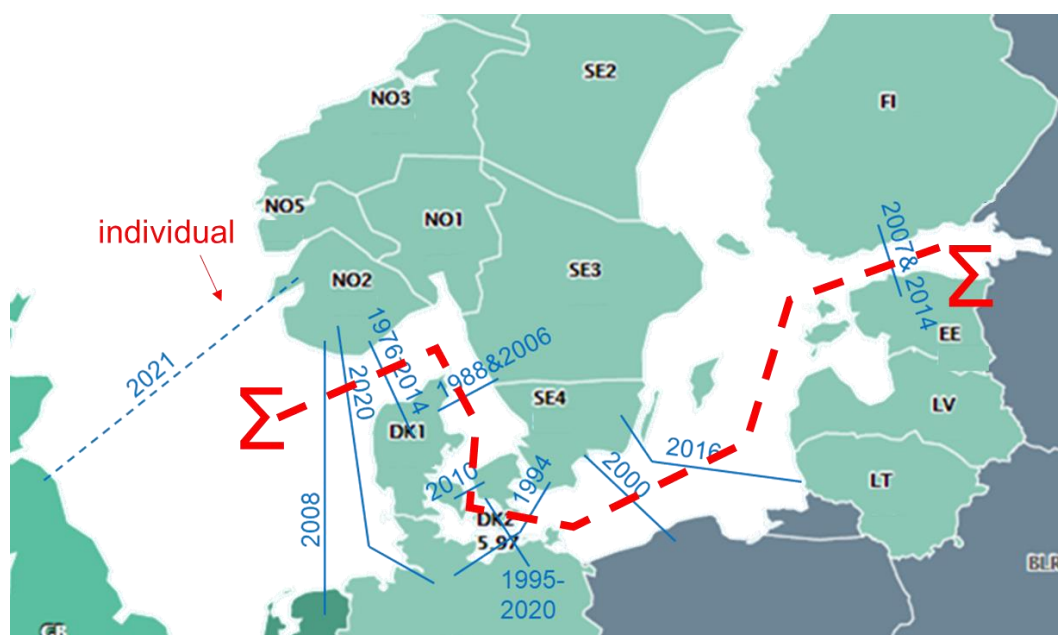 SE2
FI
NO3
NO5
NO1
individual
NO2
SE3
2007& 2014
Σ
EE
2021
1976-2014
2020
1988&2006
Σ
SE4
LV
DK1
2016
2010
1994
2000
LT
2008
DK2
5.97
BLR
1995-
2020
GB